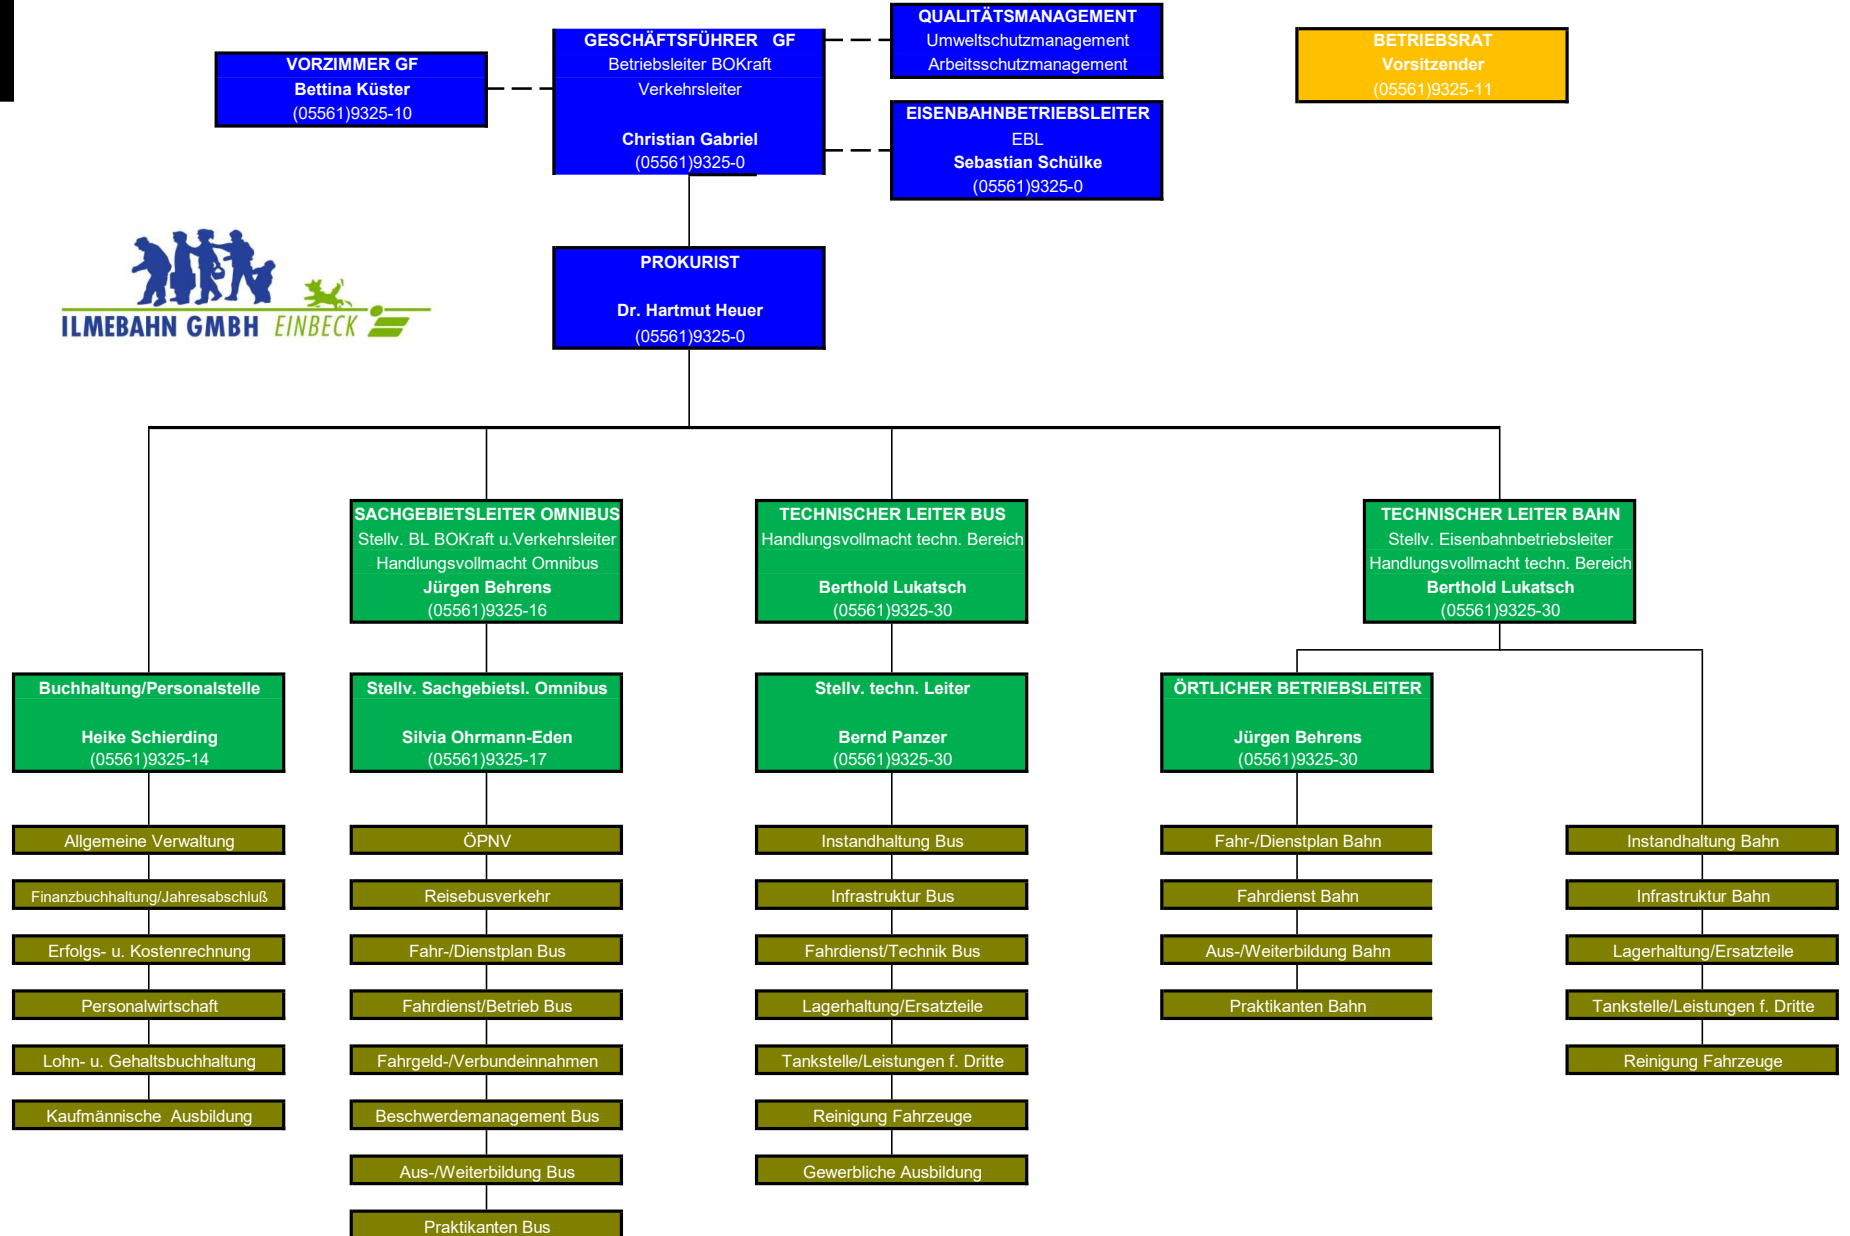 QUALITÄTSMANAGEMENT
Umweltschutzmanagement
Arbeitsschutzmanagement
GESCHÄFTSFÜHRER GF
Betriebsleiter BOKraft
Verkehrsleiter
Christian Gabriel
(05561)9325-0
BETRIEBSRAT
Vorsitzender
(05561)9325-11
VORZIMMER GF
Bettina Küster
(05561)9325-10
EISENBAHNBETRIEBSLEITER
EBL
Sebastian Schülke
(05561)9325-0
ILMEBAHN GMBH EINBECK
PROKURIST
Dr. Hartmut Heuer
(05561)9325-0
SACHGEBIETSLEITER OMNIBUS
Stellv. BL BOKraft u.Verkehrsleiter
Handlungsvollmacht Omnibus
Jürgen Behrens
(05561)9325-16
TECHNISCHER LEITER BUS
Handlungsvollmacht techn. Bereich
Berthold Lukatsch
(05561)9325-30
TECHNISCHER LEITER BAHN
Stellv. Eisenbahnbetriebsleiter
Handlungsvollmacht techn. Bereich
Berthold Lukatsch
(05561)9325-30
Buchhaltung/Personalstelle
Heike Schierding
(05561)9325-14
Stellv. Sachgebietsl. Omnibus
Silvia Ohrmann-Eden
(05561)9325-17
Stellv. techn. Leiter
Bernd Panzer
(05561)9325-30
ÖRTLICHER BETRIEBSLEITER
Jürgen Behrens
(05561)9325-30
Allgemeine Verwaltung
Finanzbuchhaltung/Jahresabschluß
Erfolgs- u. Kostenrechnung
Personalwirtschaft
Lohn- u. Gehaltsbuchhaltung
Kaufmännische Ausbildung
ÖPNV
Reisebusverkehr
Fahr-/Dienstplan Bus
Fahrdienst/Betrieb Bus
Fahrgeld-/Verbundeinnahmen
Beschwerdemanagement Bus
Aus-/Weiterbildung Bus
Praktikanten Bus
Instandhaltung Bus
Infrastruktur Bus
Fahrdienst/Technik Bus
Lagerhaltung/Ersatzteile
Tankstelle/Leistungen f. Dritte
Reinigung Fahrzeuge
Gewerbliche Ausbildung
Fahr-/Dienstplan Bahn
Fahrdienst Bahn
Aus-/Weiterbildung Bahn
Praktikanten Bahn
Instandhaltung Bahn
Infrastruktur Bahn
Lagerhaltung/Ersatzteile
Tankstelle/Leistungen f. Dritte
Reinigung Fahrzeuge